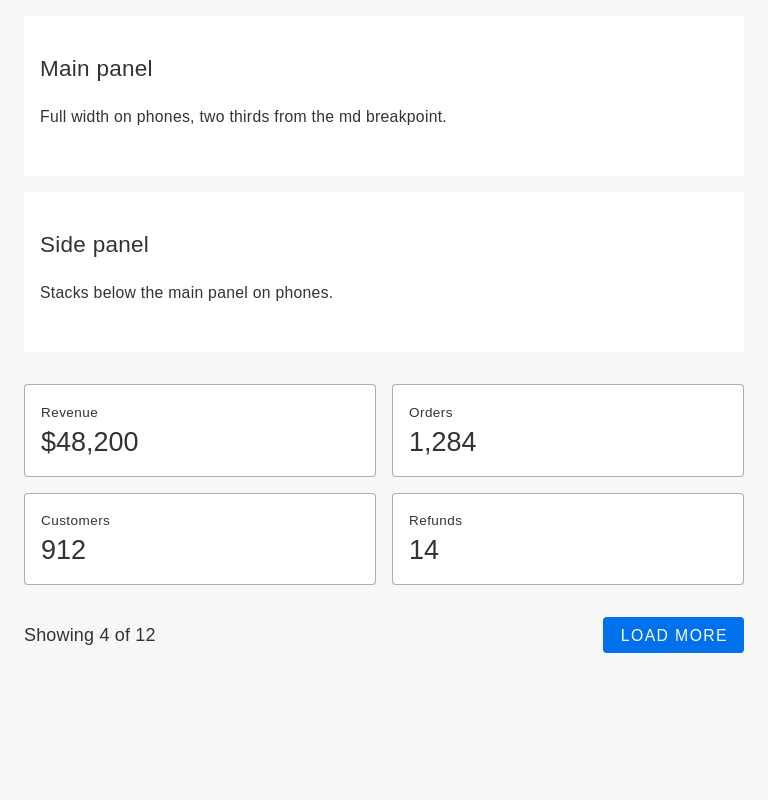 Main panel
Full width on phones, two thirds from the md breakpoint.
Side panel
Stacks below the main panel on phones.
Revenue
$48,200
Orders
1,284
Customers
912
Refunds
14
Showing 4 of 12
LOAD MORE